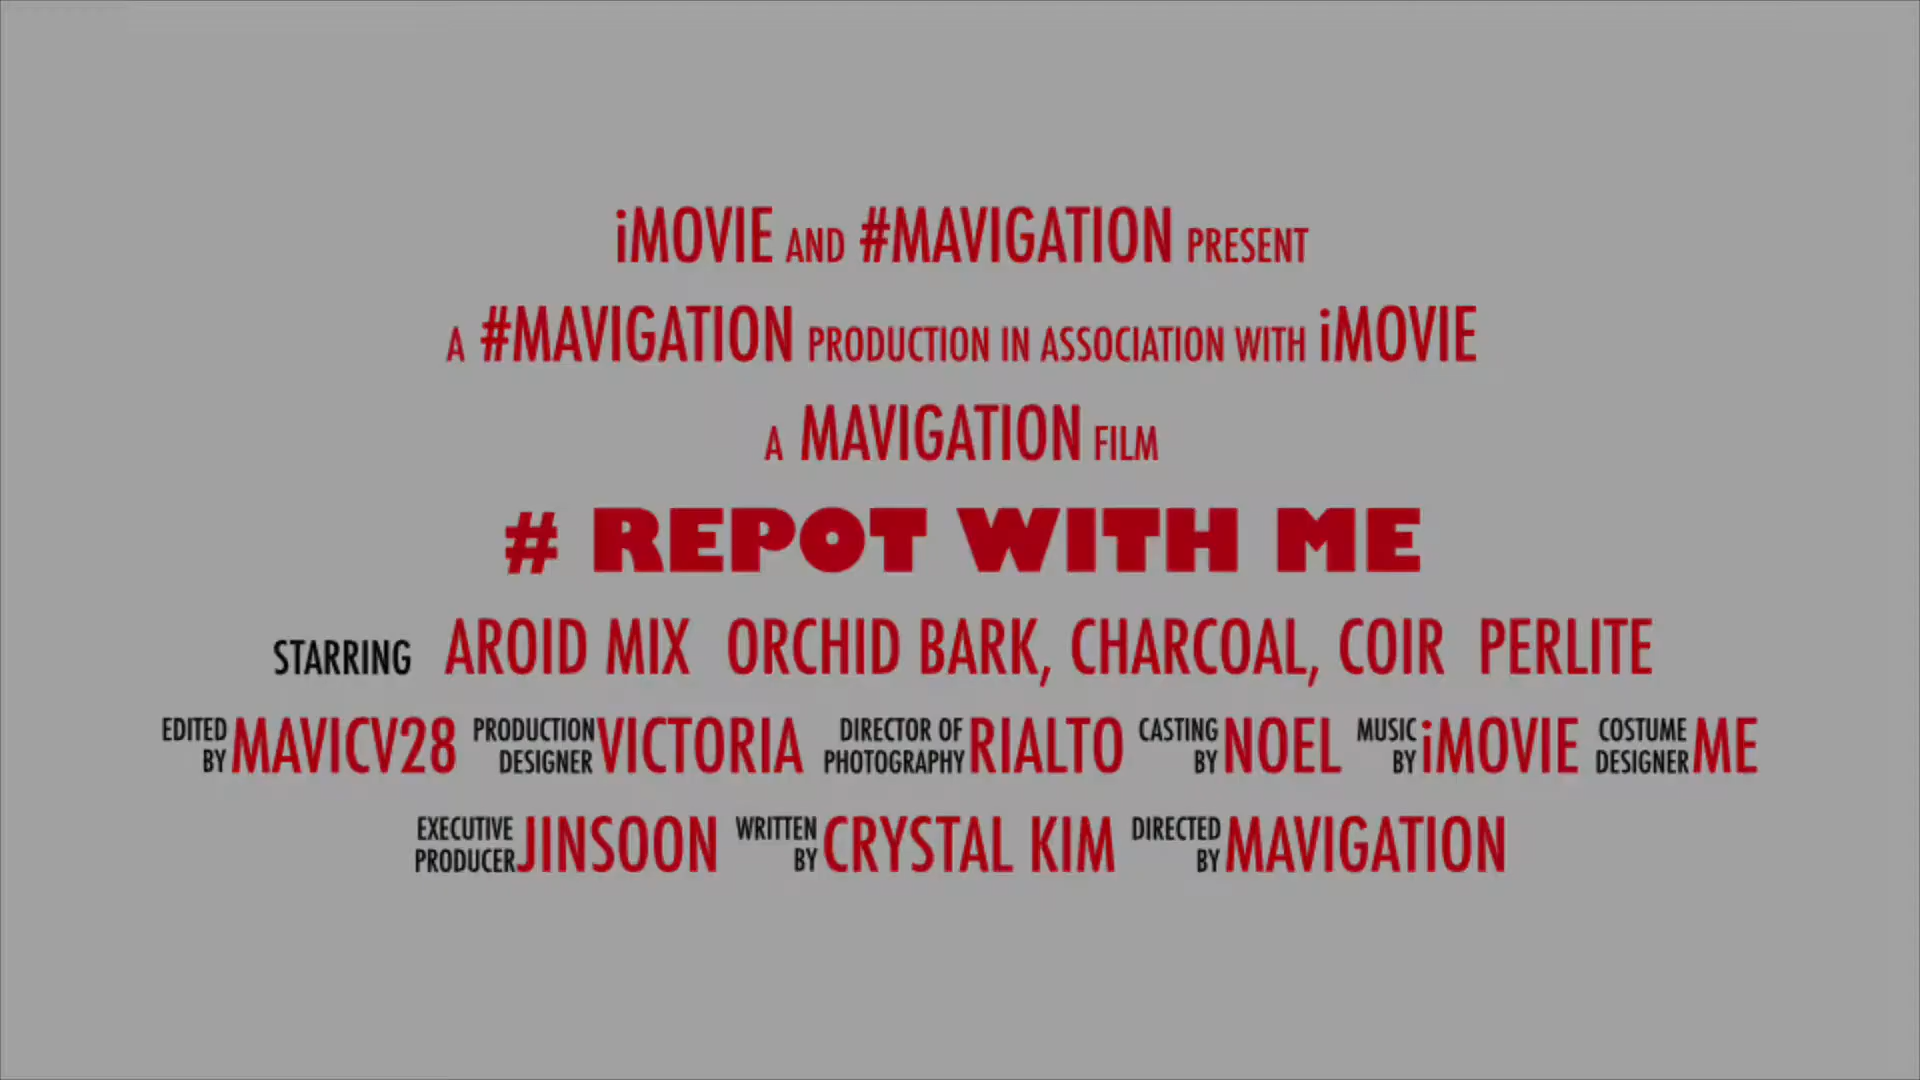 iMOVIE AND #MAVIGATION PRESENT
A #MAVIGATION PRODUCTION IN ASSOCIATION WITH iMOVIE
A MAVIGATION FILM
# REPOT WITH ME
STARRING AROID MIX ORCHID BARK, CHARCOAL, COIR PERLITE
EDITED BY MAVICV28 PRODUCTION DESIGNER VICTORIA DIRECTOR OF PHOTOGRAPHY RIALTO CASTING BY NOEL MUSIC BY iMOVIE COSTUME DESIGNER ME
EXECUTIVE PRODUCER JINSOON WRITTEN BY CRYSTAL KIM DIRECTED BY MAVIGATION